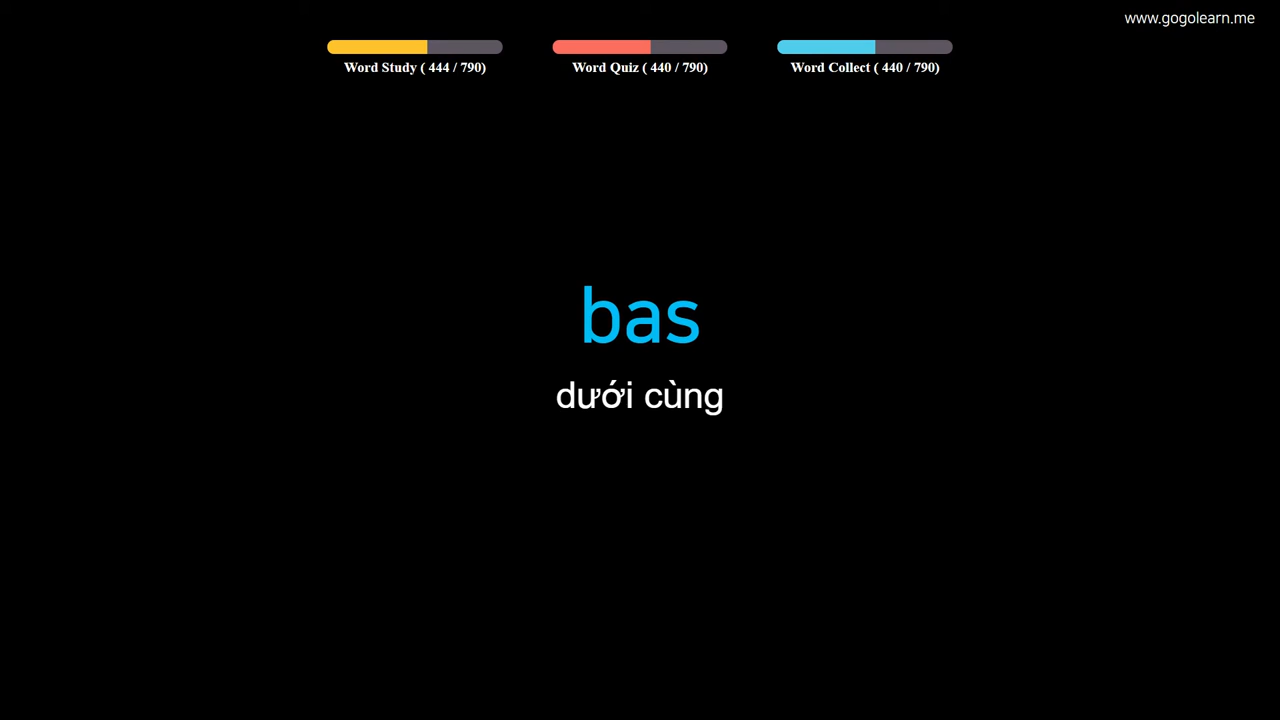 www.gogolearn.me
Word Study ( 444 / 790)
Word Quiz ( 440 / 790)
Word Collect ( 440 / 790)
bas
dưới cùng